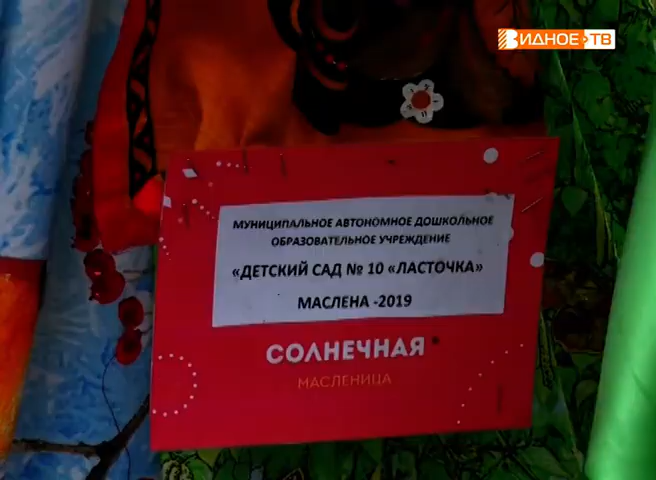 ВИДНОЕ ТВ
МУНИЦИПАЛЬНОЕ АВТОНОМНОЕ ДОШКОЛЬНОЕ
ОБРАЗОВАТЕЛЬНОЕ УЧРЕЖДЕНИЕ
«ДЕТСКИЙ САД № 10 «ЛАСТОЧКА»
МАСЛЕНА -2019
СОЛНЕЧНАЯ
МАСЛЕНИЦА